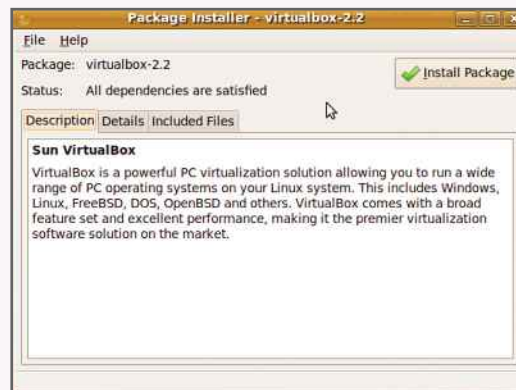 Package Installer - virtualbox-2.2
File Help
Package: virtualbox-2.2
Install Package
Status: All dependencies are satisfied
Description Details Included Files
Sun VirtualBox
VirtualBox is a powerful PC virtualization solution allowing you to run a wide
range of PC operating systems on your Linux system. This includes Windows,
Linux, FreeBSD, DOS, OpenBSD and others. VirtualBox comes with a broad
feature set and excellent performance, making it the premier virtualization
software solution on the market.